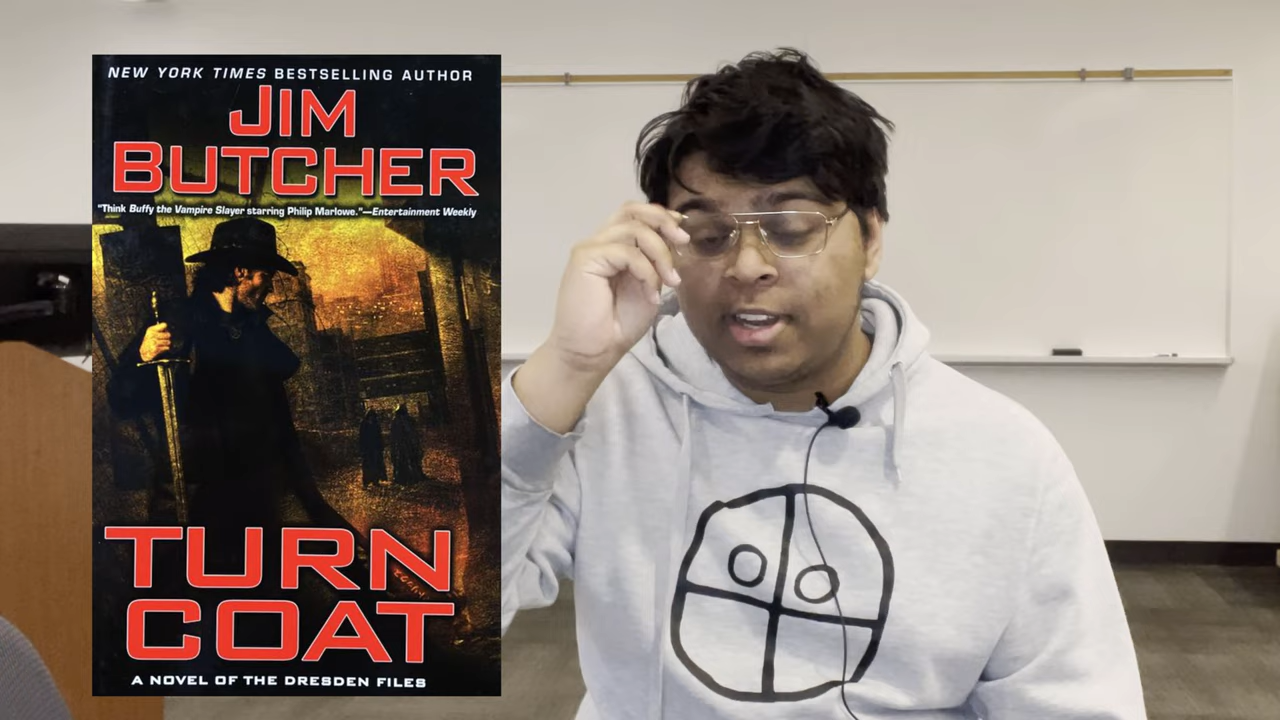 NEW YORK TIMES BESTSELLING AUTHOR
JIM
BUTCHER
"Think Buffy the Vampire Slayer starring Philip Marlowe."—Entertainment Weekly
TURN
COAT
A NOVEL OF THE DRESDEN FILES